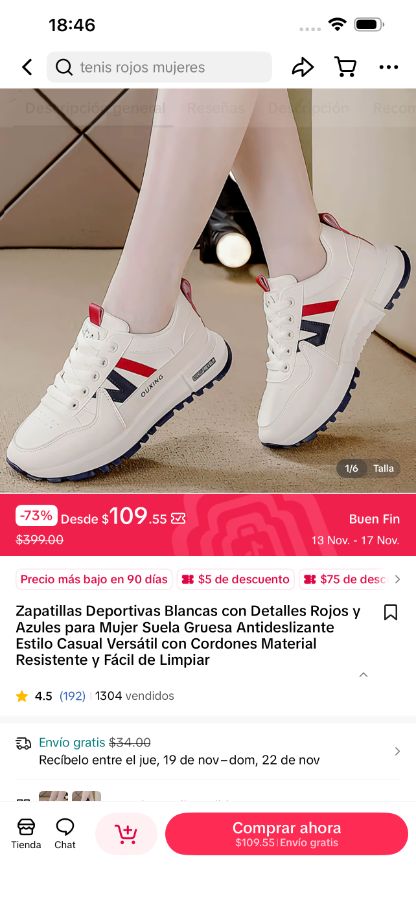 18:46
tenis rojos mujeres
Descripción general Reseñas Descripción Recom
OUXING
1/6 Talla
-73% Desde $109.55
Buen Fin
$399.00
13 Nov. - 17 Nov.
Precio más bajo en 90 días $5 de descuento $75 de desc
Zapatillas Deportivas Blancas con Detalles Rojos y
Azules para Mujer Suela Gruesa Antideslizante
Estilo Casual Versátil con Cordones Material
Resistente y Fácil de Limpiar
4.5 (192) 1304 vendidos
Envío gratis $34.00
Recíbelo entre el jue, 19 de nov–dom, 22 de nov
Tienda
Chat
Comprar ahora
$109.55 | Envío gratis